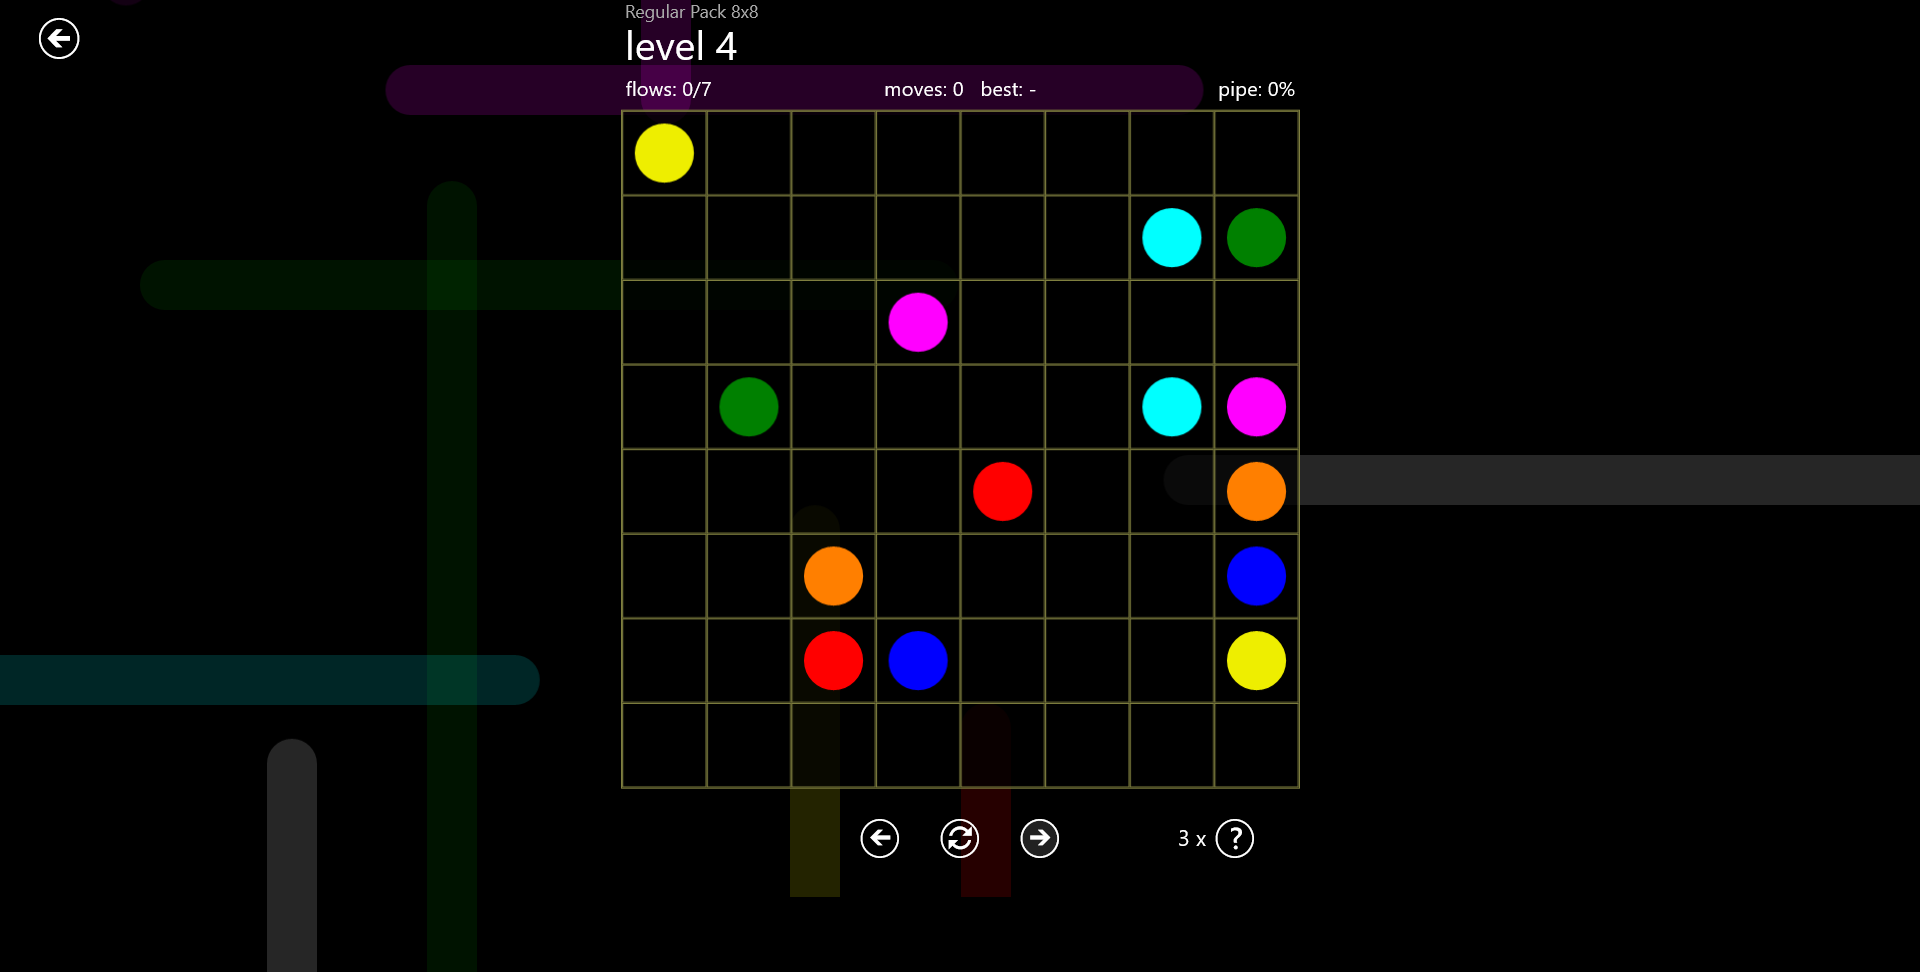 Regular Pack 8x8
level 4
flows: 0/7 moves: 0 best: - pipe: 0%
3 x ?